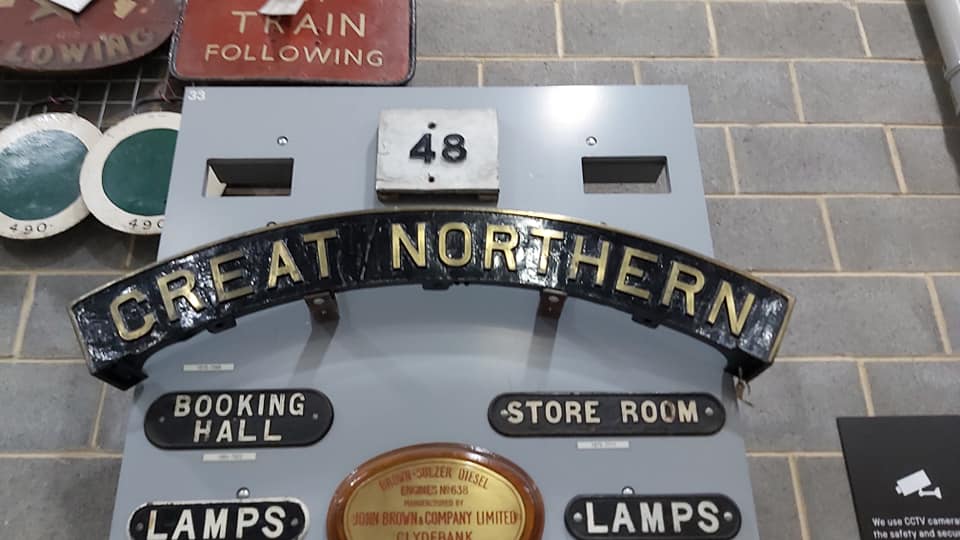 LOWING
TRAIN
FOLLOWING
33
48
490
490
GREAT NORTHERN
BOOKING
HALL
STORE ROOM
LAMPS
BROWN-SULZER DIESEL
ENGINES No 638
MANUFACTURED BY
JOHN BROWN & COMPANY LIMITED
CLYDEBANK
LAMPS
We use CCTV cameras
the safety and secu